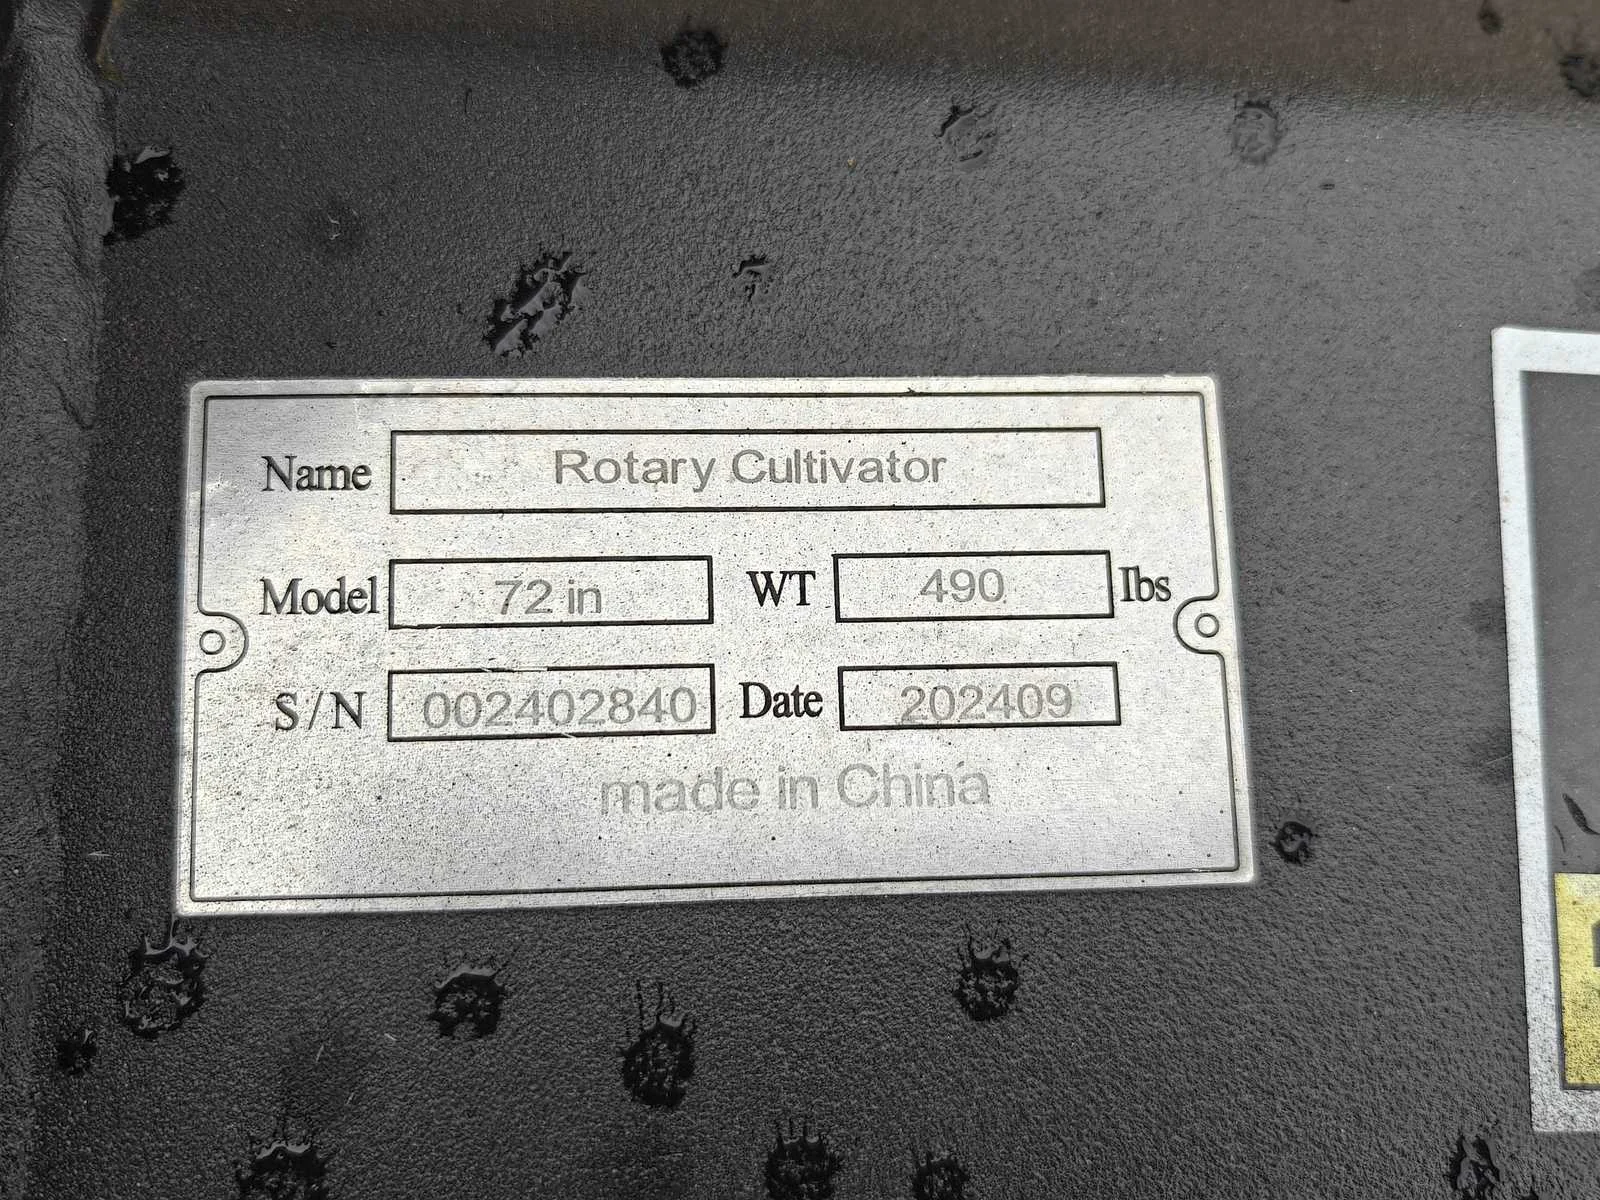 Name Rotary Cultivator
Model 72 in WT 490 lbs
S/N 002402840 Date 202409
made in China